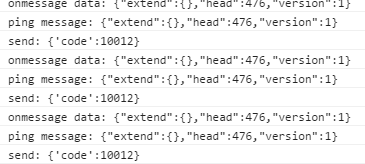 onmessage data: {"extend":{},"head":476,"version":1}
ping message: {"extend":{},"head":476,"version":1}
send: {'code':10012}
onmessage data: {"extend":{},"head":476,"version":1}
ping message: {"extend":{},"head":476,"version":1}
send: {'code':10012}
onmessage data: {"extend":{},"head":476,"version":1}
ping message: {"extend":{},"head":476,"version":1}
send: {'code':10012}